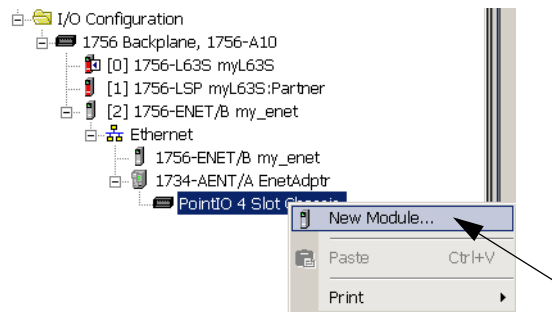 I/O Configuration
1756 Backplane, 1756-A10
[0] 1756-L63S myL63S
[1] 1756-LSP myL63S:Partner
[2] 1756-ENET/B my_enet
Ethernet
1756-ENET/B my_enet
1734-AENT/A EnetAdptr
PointIO 4 Slot Chassis
New Module...
Paste Ctrl+V
Print